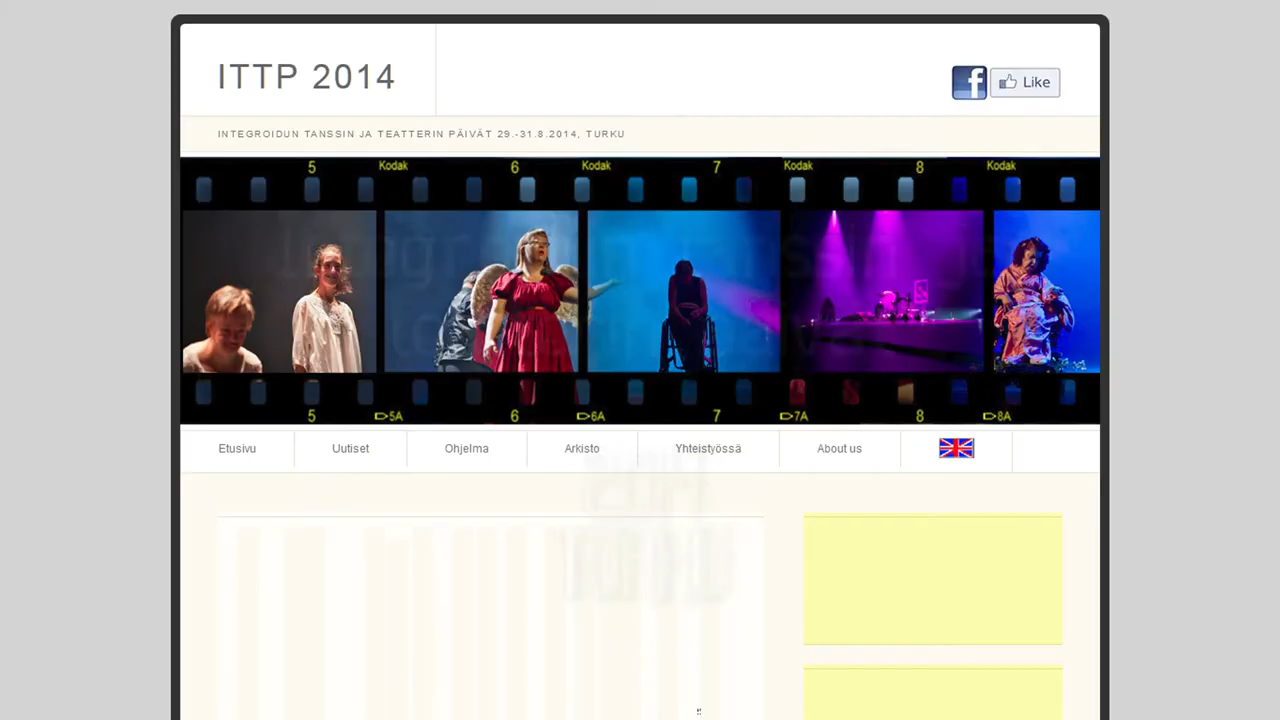 ITTP 2014
f Like
INTEGROIDUN TANSSIN JA TEATTERIN PÄIVÄT 29.-31.8.2014, TURKU
5 Kodak 6 Kodak 7 Kodak 8 Kodak
5 5A 6 6A 7 7A 8 8A
Etusivu Uutiset Ohjelma Arkisto Yhteistyössä About us